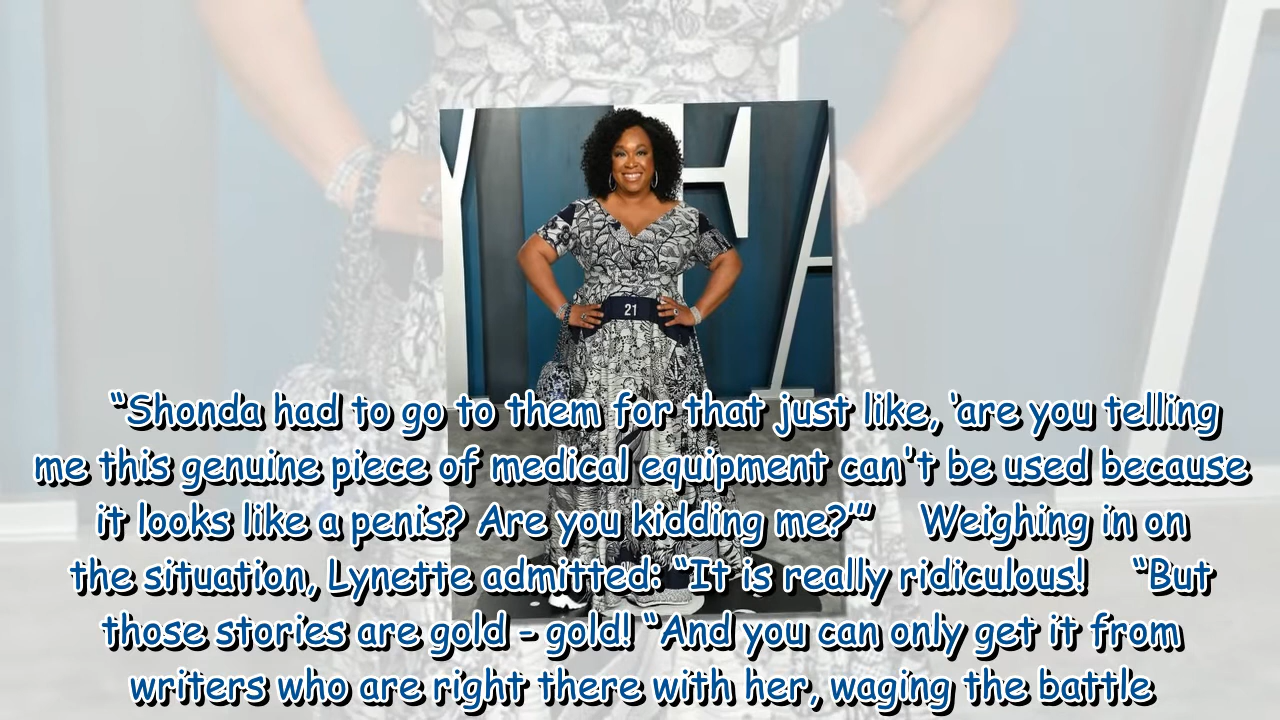 Y
F
A
21
“Shonda had to go to them for that just like, ‘are you telling
me this genuine piece of medical equipment can't be used because
it looks like a penis? Are you kidding me?’” Weighing in on
the situation, Lynette admitted: “It is really ridiculous! “But
those stories are gold - gold! “And you can only get it from
writers who are right there with her, waging the battle